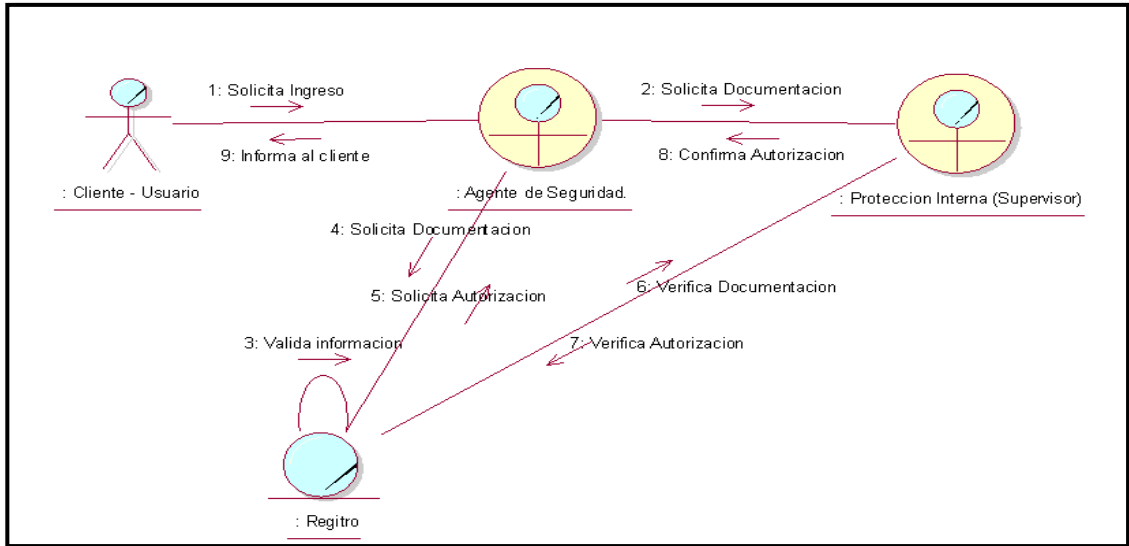 1: Solicita Ingreso
2: Solicita Documentacion
9: Informa al cliente
8: Confirma Autorizacion
: Cliente - Usuario
: Agente de Seguridad.
: Proteccion Interna (Supervisor)
4: Solicita Documentacion
5: Solicita Autorizacion
6: Verifica Documentacion
3: Valida informacion
7: Verifica Autorizacion
: Regitro